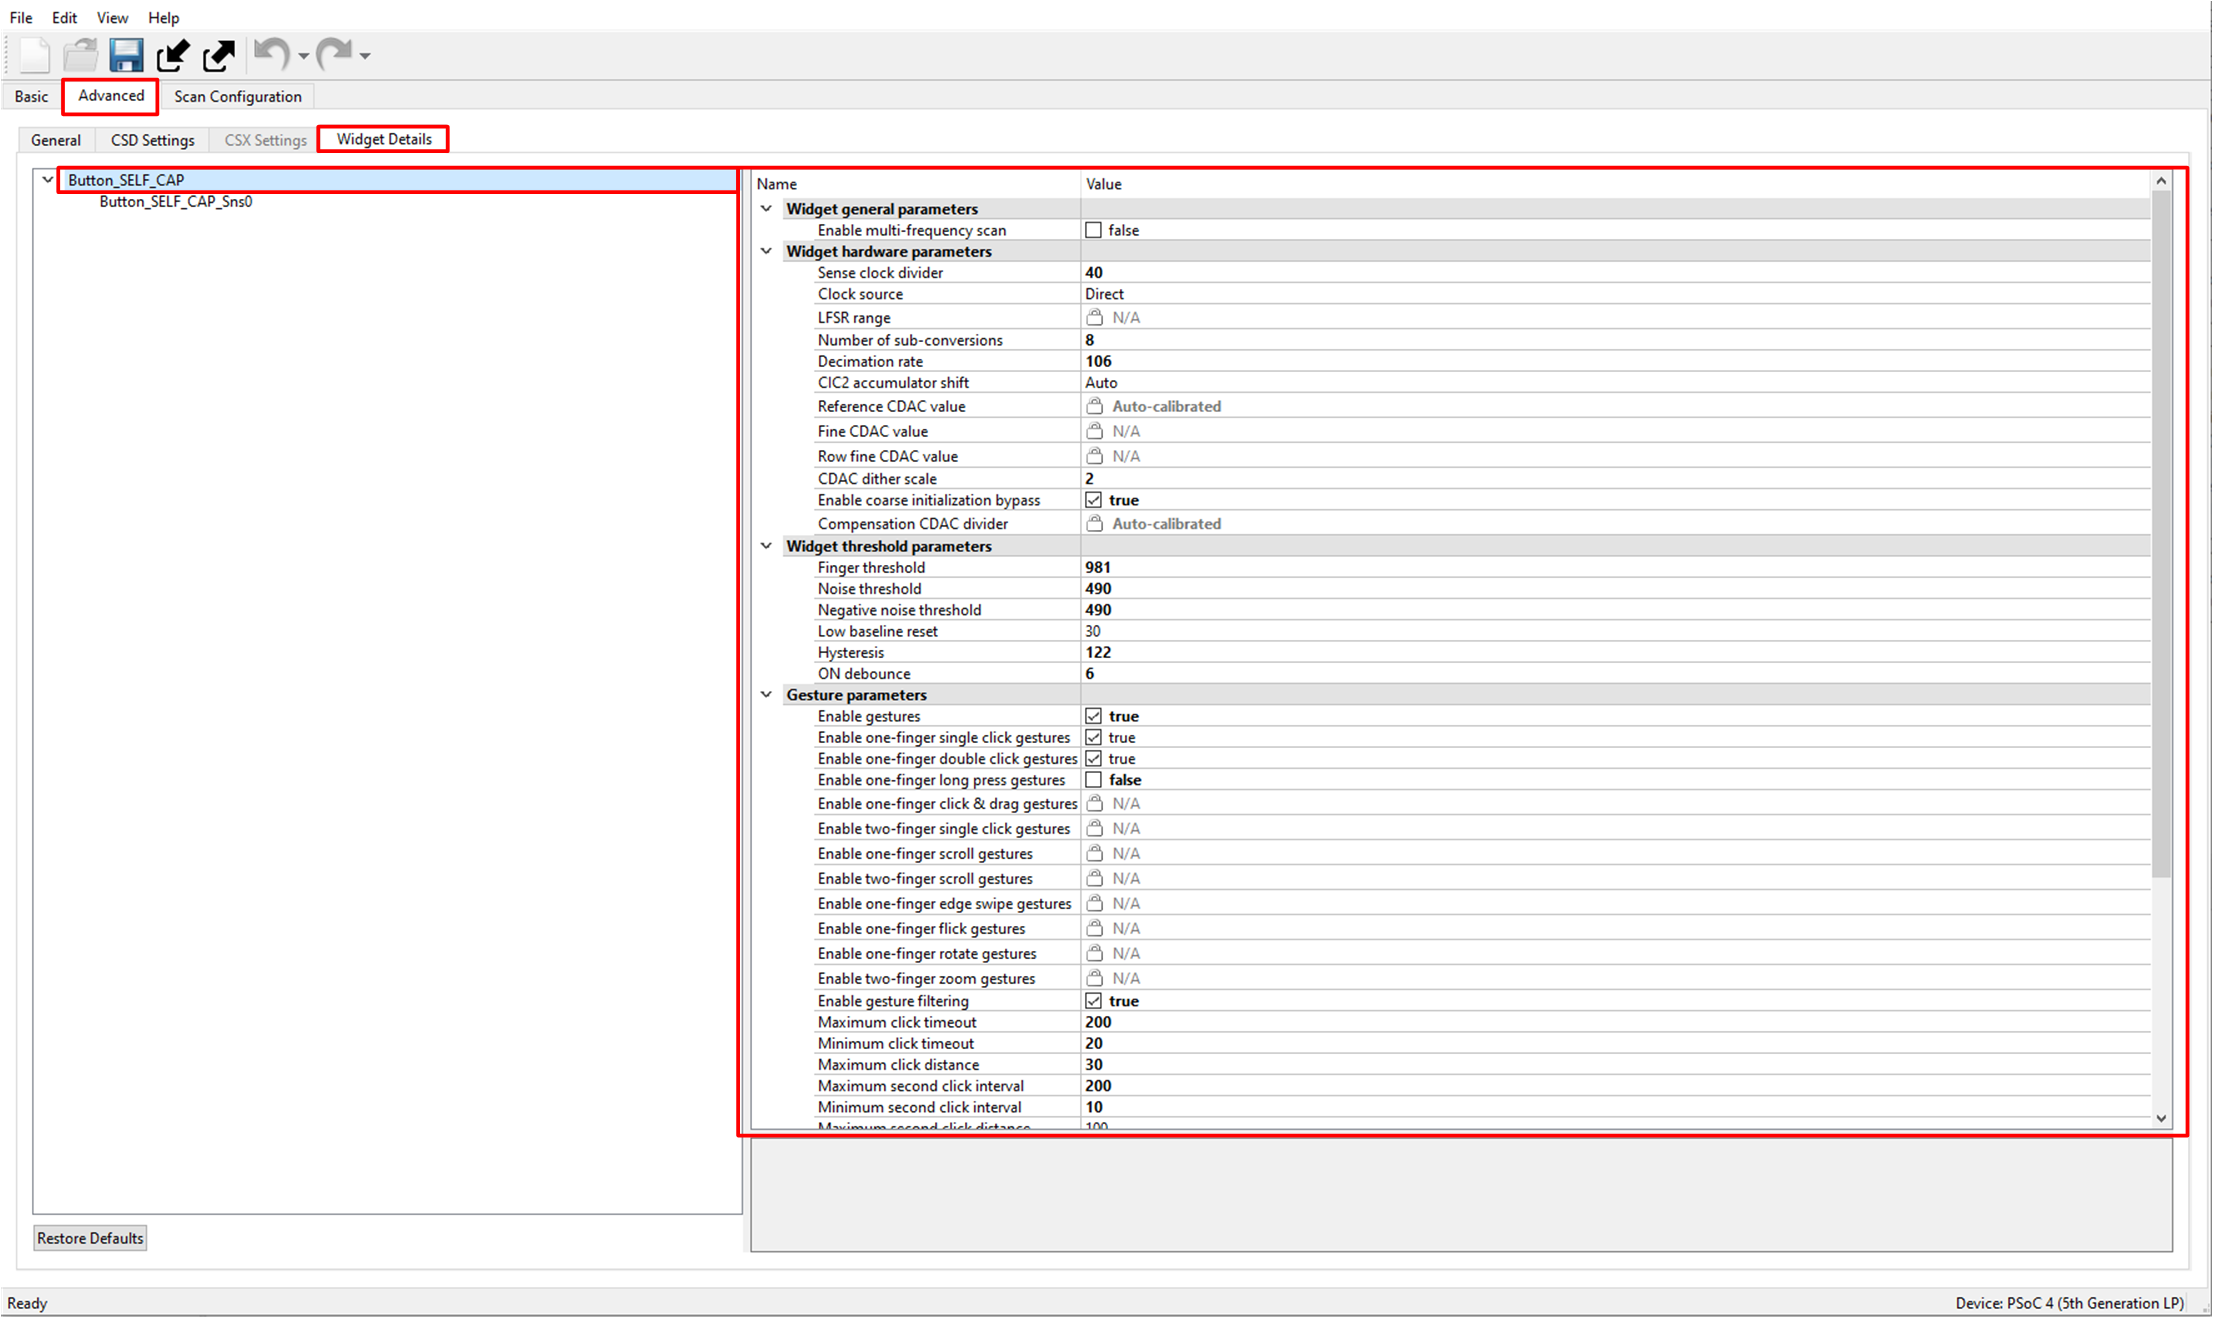 File Edit View Help
Basic Advanced Scan Configuration
General CSD Settings CSX Settings Widget Details
Button_SELF_CAP
Button_SELF_CAP_Sns0
Name Value
Widget general parameters
Enable multi-frequency scan false
Widget hardware parameters
Sense clock divider 40
Clock source Direct
LFSR range N/A
Number of sub-conversions 8
Decimation rate 106
CIC2 accumulator shift Auto
Reference CDAC value Auto-calibrated
Fine CDAC value N/A
Row fine CDAC value N/A
CDAC dither scale 2
Enable coarse initialization bypass true
Compensation CDAC divider Auto-calibrated
Widget threshold parameters
Finger threshold 981
Noise threshold 490
Negative noise threshold 490
Low baseline reset 30
Hysteresis 122
ON debounce 6
Gesture parameters
Enable gestures true
Enable one-finger single click gestures true
Enable one-finger double click gestures true
Enable one-finger long press gestures false
Enable one-finger click & drag gestures N/A
Enable two-finger single click gestures N/A
Enable one-finger scroll gestures N/A
Enable two-finger scroll gestures N/A
Enable one-finger edge swipe gestures N/A
Enable one-finger flick gestures N/A
Enable one-finger rotate gestures N/A
Enable two-finger zoom gestures N/A
Enable gesture filtering true
Maximum click timeout 200
Minimum click timeout 20
Maximum click distance 30
Maximum second click interval 200
Minimum second click interval 10
Maximum second click distance 100
Restore Defaults
Ready Device: PSoC 4 (5th Generation LP)